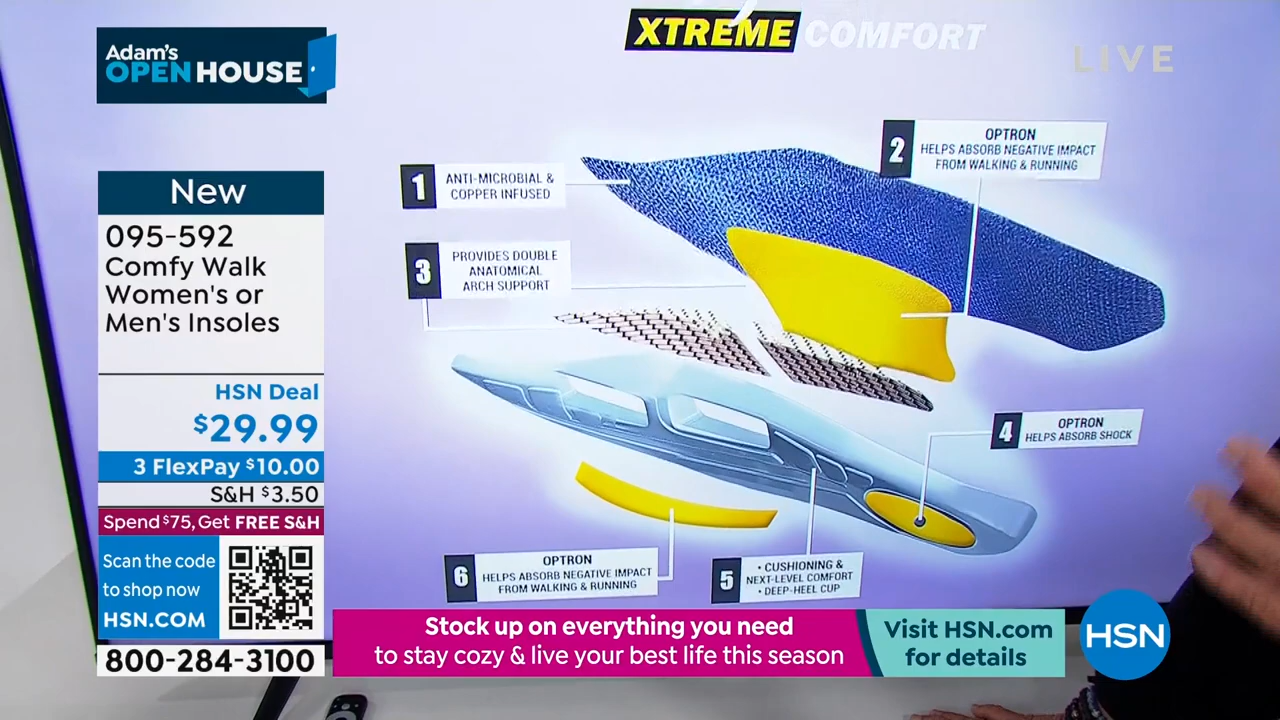 XTREME COMFORT
LIVE
Adam's
OPEN HOUSE
New
095-592
Comfy Walk
Women's or
Men's Insoles
HSN Deal
$29.99
3 FlexPay $10.00
S&H $3.50
Spend $75, Get FREE S&H
Scan the code
to shop now
HSN.COM
800-284-3100
1
ANTI-MICROBIAL &
COPPER INFUSED
2
OPTRON
HELPS ABSORB NEGATIVE IMPACT
FROM WALKING & RUNNING
3
PROVIDES DOUBLE
ANATOMICAL
ARCH SUPPORT
4
OPTRON
HELPS ABSORB SHOCK
6
OPTRON
HELPS ABSORB NEGATIVE IMPACT
FROM WALKING & RUNNING
5
• CUSHIONING &
NEXT-LEVEL COMFORT
• DEEP-HEEL CUP
Stock up on everything you need
to stay cozy & live your best life this season
Visit HSN.com
for details
HSN